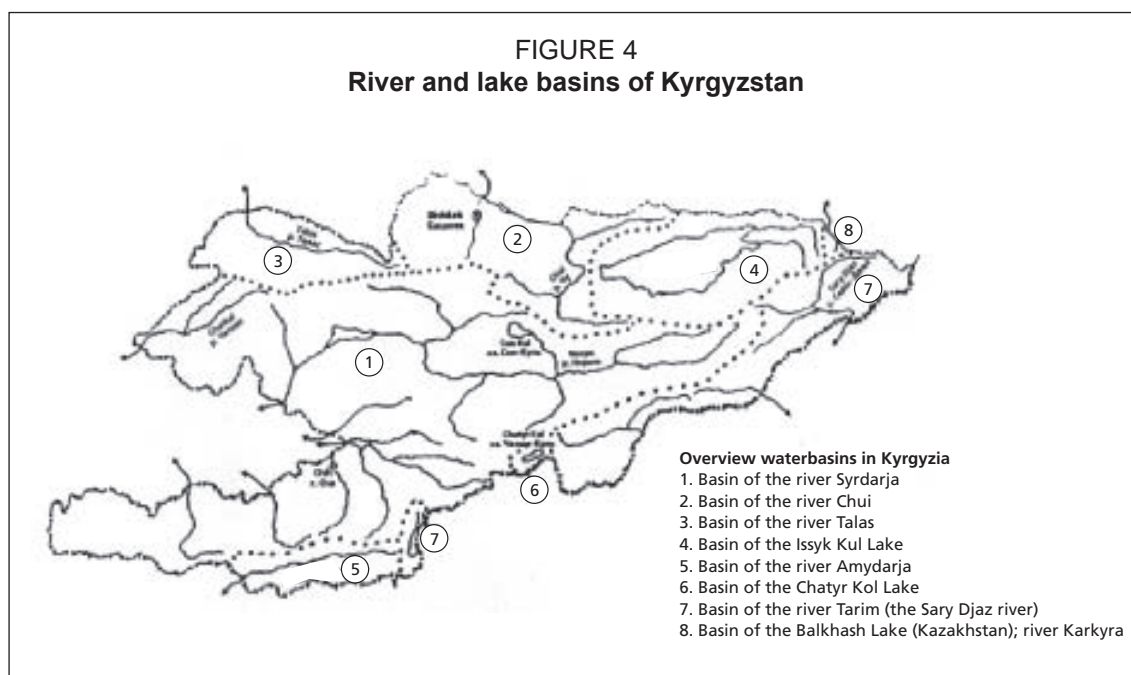 FIGURE 4
River and lake basins of Kyrgyzstan
8
2
3
4
7
1
6
7
5
Overview waterbasins in Kyrgyzia
1. Basin of the river Syrdarja
2. Basin of the river Chui
3. Basin of the river Talas
4. Basin of the Issyk Kul Lake
5. Basin of the river Amydarja
6. Basin of the Chatyr Kol Lake
7. Basin of the river Tarim (the Sary Djaz river)
8. Basin of the Balkhash Lake (Kazakhstan); river Karkyra